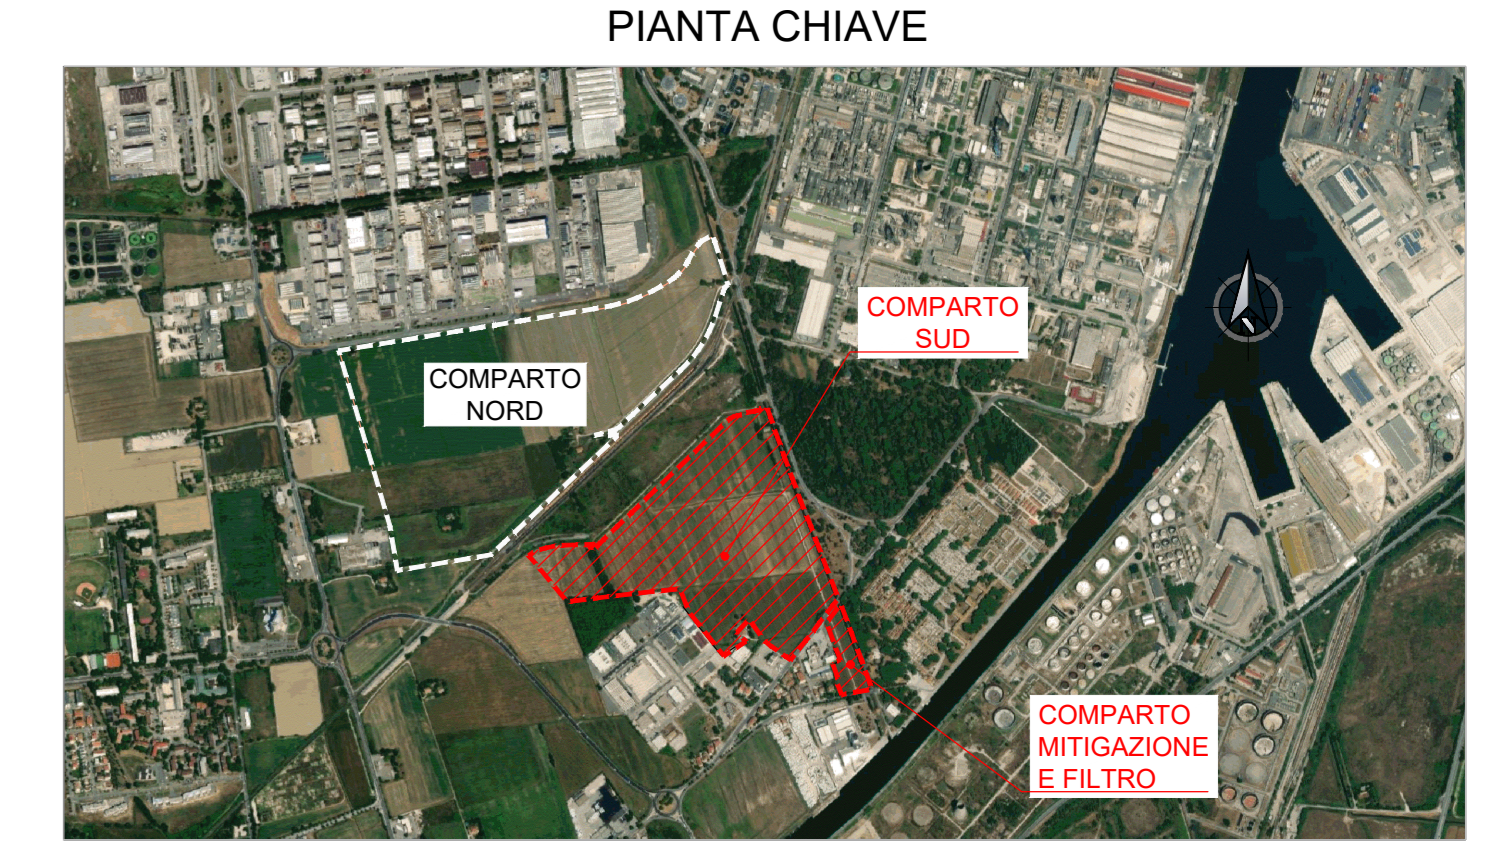 PIANTA CHIAVE
COMPARTO
SUD
COMPARTO
NORD
COMPARTO
MITIGAZIONE
E FILTRO